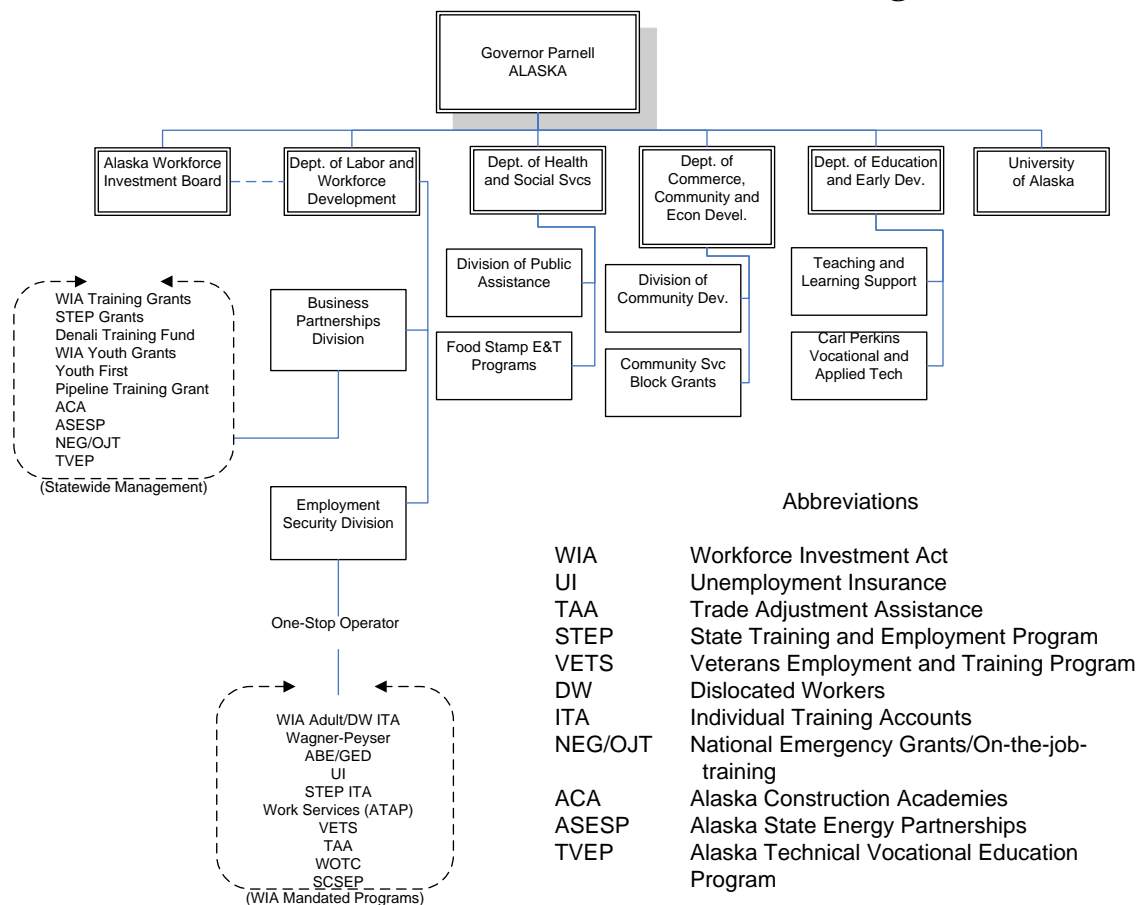 Governor Parnell
ALASKA
Alaska Workforce
Investment Board
Dept. of Labor and
Workforce
Development
Dept. of Health
and Social Svcs
Dept. of
Commerce,
Community and
Econ Devel.
Dept. of Education
and Early Dev.
University
of Alaska
Division of Public
Assistance
Food Stamp E&T
Programs
Division of
Community Dev.
Community Svc
Block Grants
Teaching and
Learning Support
Carl Perkins
Vocational and
Applied Tech
Business
Partnerships
Division
WIA Training Grants
STEP Grants
Denali Training Fund
WIA Youth Grants
Youth First
Pipeline Training Grant
ACA
ASESP
NEG/OJT
TVEP
(Statewide Management)
Employment
Security Division
One-Stop Operator
WIA Adult/DW ITA
Wagner-Peyser
ABE/GED
UI
STEP ITA
Work Services (ATAP)
VETS
TAA
WOTC
SCSEP
(WIA Mandated Programs)
Abbreviations
WIA Workforce Investment Act
UI Unemployment Insurance
TAA Trade Adjustment Assistance
STEP State Training and Employment Program
VETS Veterans Employment and Training Program
DW Dislocated Workers
ITA Individual Training Accounts
NEG/OJT National Emergency Grants/On-the-job-
training
ACA Alaska Construction Academies
ASESP Alaska State Energy Partnerships
TVEP Alaska Technical Vocational Education
Program